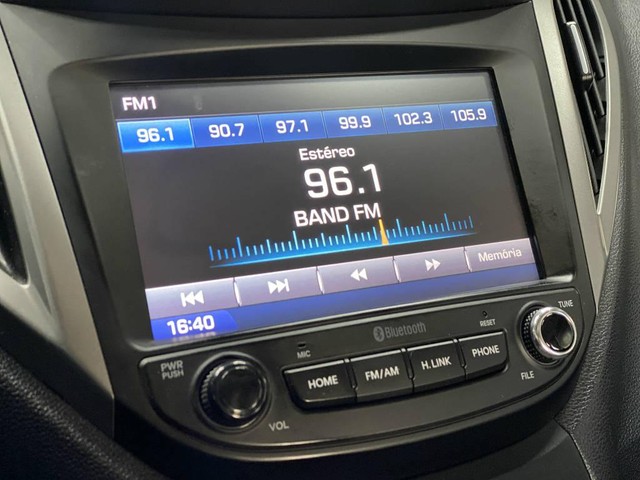 FM1
96.1 90.7 97.1 99.9 102.3 105.9
Estéreo
96.1
BAND FM
Memória
16:40
Bluetooth
PWR
PUSH
MIC
RESET
TUNE
HOME FM/AM H.LINK PHONE
FILE
VOL